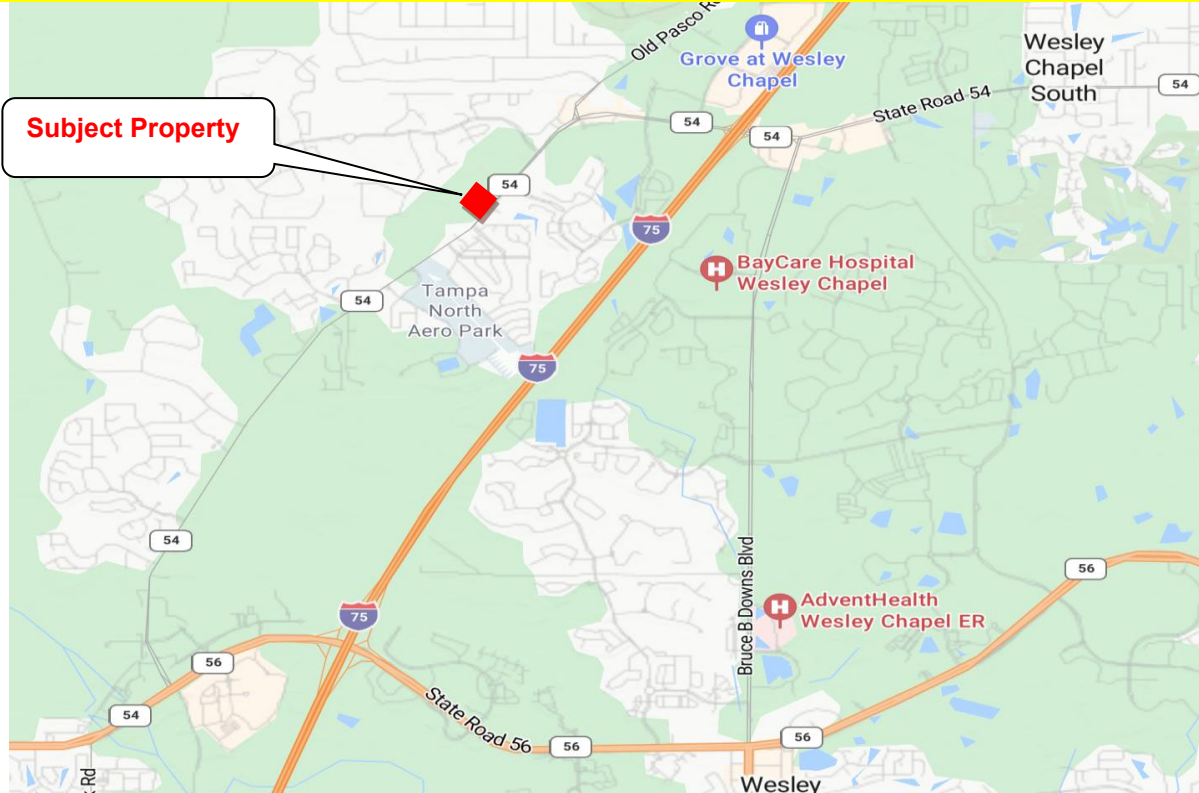 Old Pasco R
Grove at Wesley
Chapel
Wesley
Chapel
South
54
State Road 54
54
54
Subject Property
54
75
BayCare Hospital
Wesley Chapel
54
Tampa
North
Aero Park
75
54
Bruce B Downs Blvd
56
AdventHealth
Wesley Chapel ER
75
56
54
State Road 56
56
56
Rd
Wesley